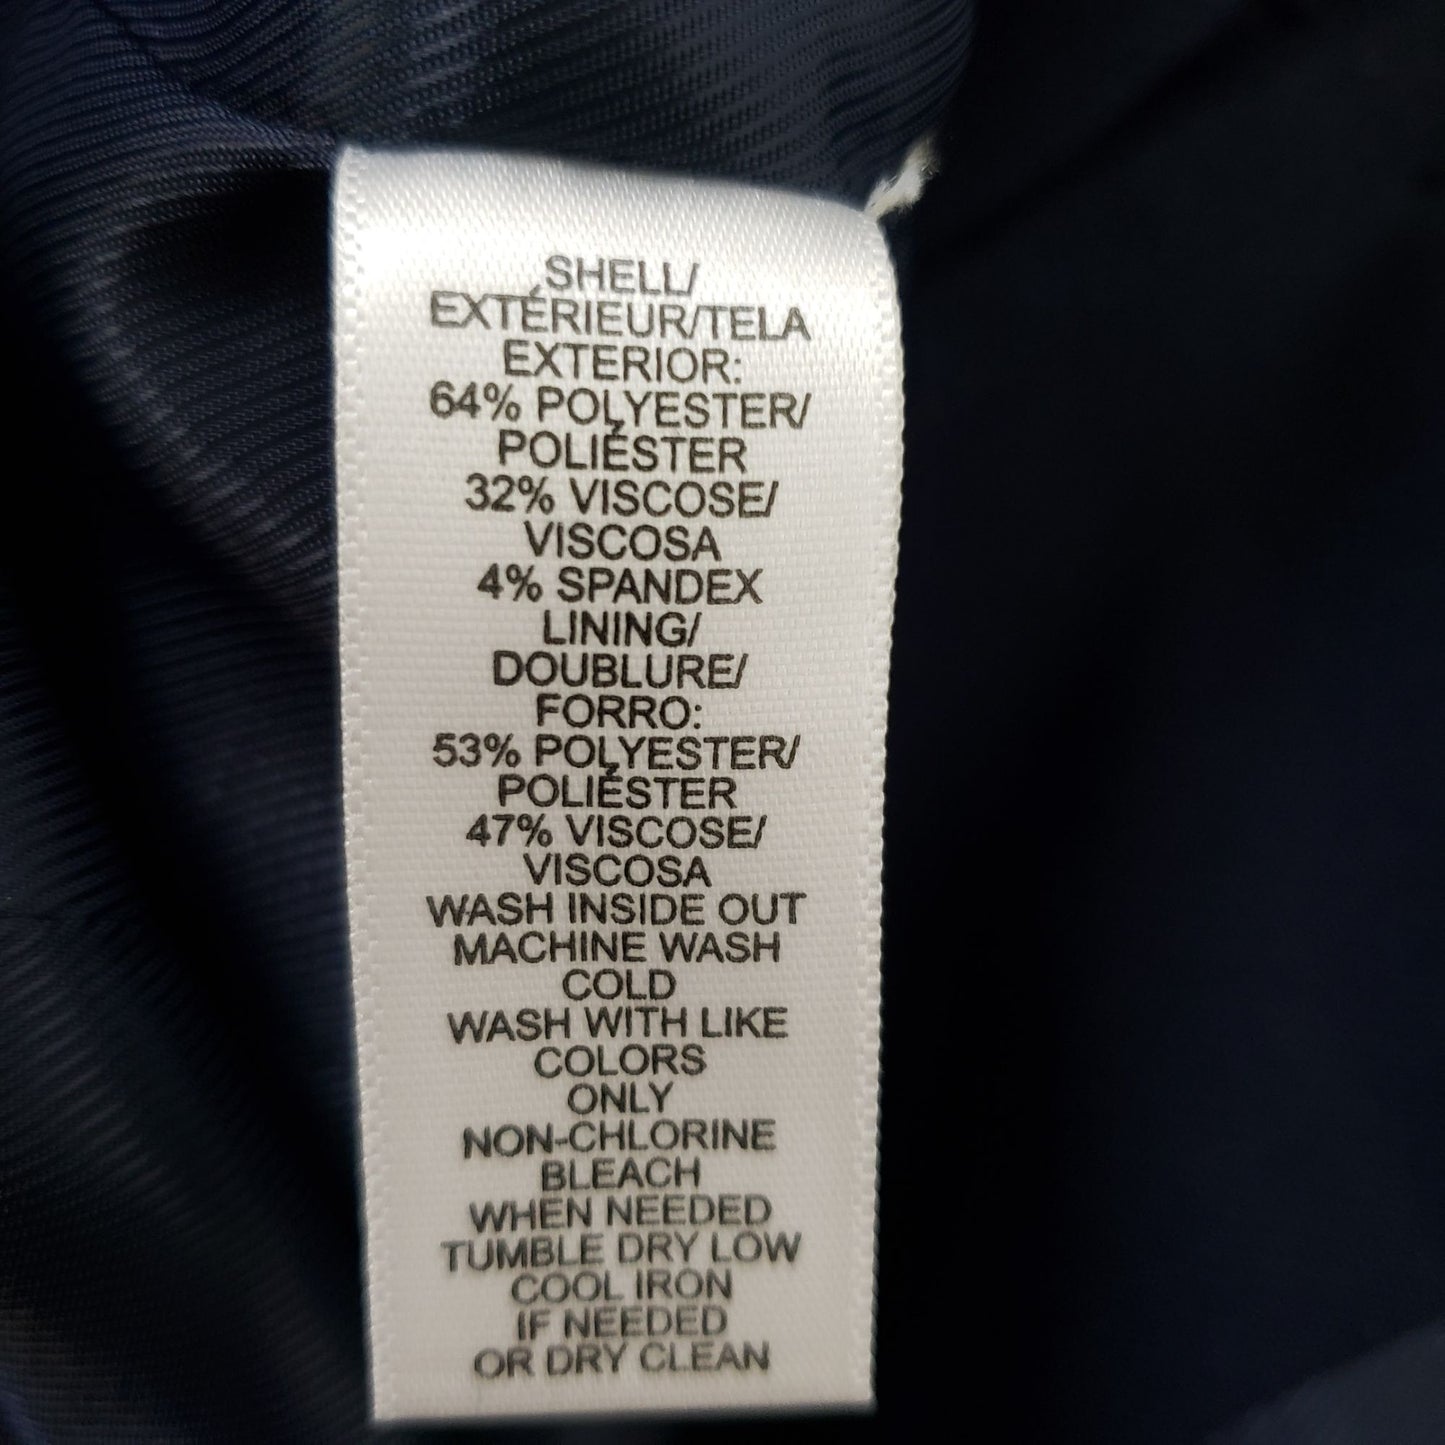 SHELL/
EXTÉRIEUR/TELA
EXTERIOR:
64% POLYESTER/
POLIÉSTER
32% VISCOSE/
VISCOSA
4% SPANDEX
LINING/
DOUBLURE/
FORRO:
53% POLYESTER/
POLIÉSTER
47% VISCOSE/
VISCOSA
WASH INSIDE OUT
MACHINE WASH
COLD
WASH WITH LIKE
COLORS
ONLY
NON-CHLORINE
BLEACH
WHEN NEEDED
TUMBLE DRY LOW
COOL IRON
IF NEEDED
OR DRY CLEAN